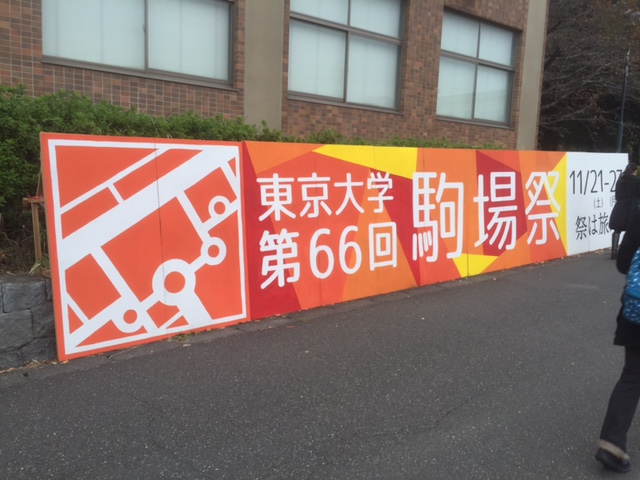 東京大学
第66回
駒場祭
11/21-2
(土)
祭は旅